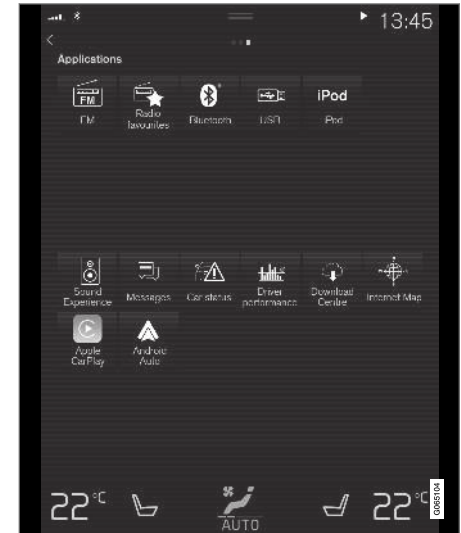 13:45
Applications
FM
iPod
FM
Radio
favourites
Bluetooth
USB
iPod
Sound
Experience
Messages
Car status
Driver
performance
Download
Centre
Internet Map
Apple
CarPlay
Android
Auto
22°C
22°C
AUTO
G065104